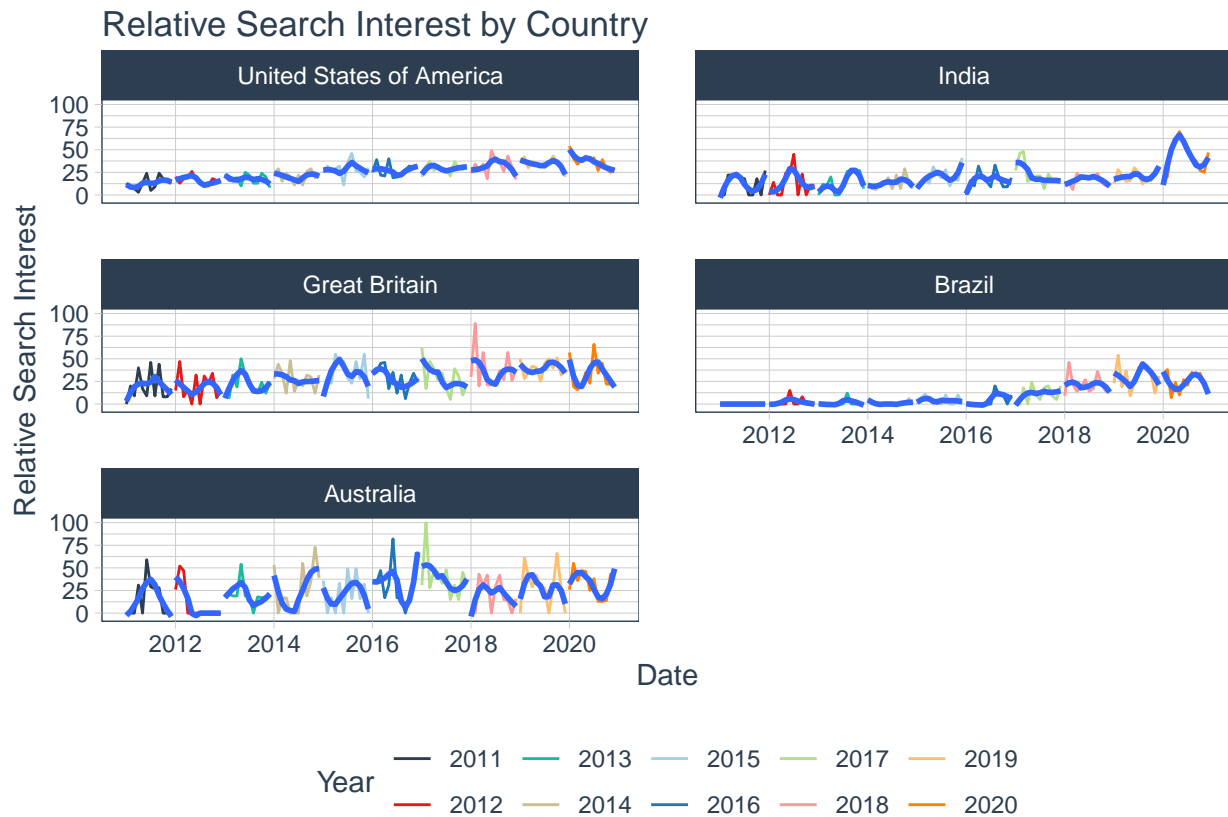 Relative Search Interest by Country
United States of America
India
100
75
50
25
0
Great Britain
Brazil
100
75
50
25
0
2012 2014 2016 2018 2020
Australia
100
75
50
25
0
2012 2014 2016 2018 2020
Relative Search Interest
Date
Year
2011 2013 2015 2017 2019
2012 2014 2016 2018 2020